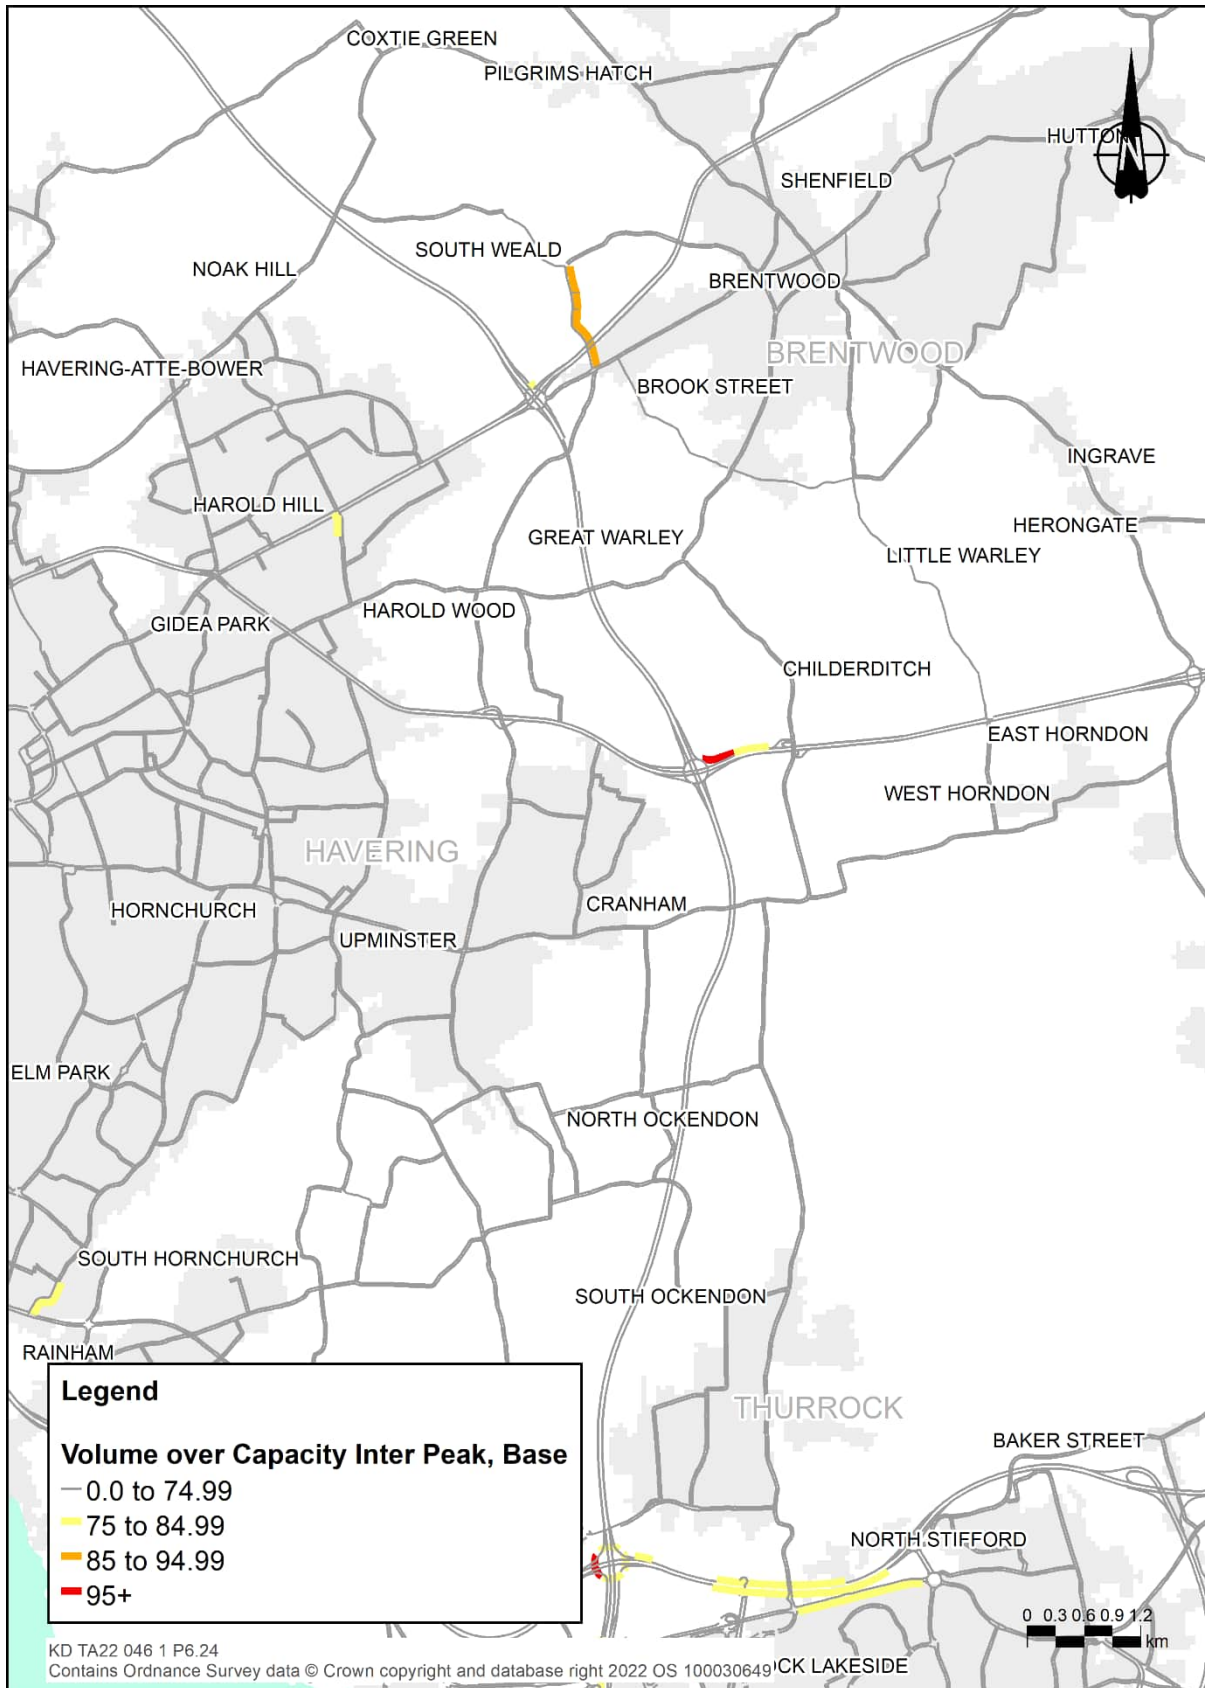 COXTIE GREEN
PILGRIMS HATCH
HUTTON
N
SHENFIELD
SOUTH WEALD
NOAK HILL
BRENTWOOD
BRENTWOOD
HAVERING-ATTE-BOWER
BROOK STREET
INGRAVE
HAROLD HILL
HERONGATE
GREAT WARLEY
LITTLE WARLEY
HAROLD WOOD
GIDEA PARK
CHILDERDITCH
EAST HORNDON
WEST HORNDON
HAVERING
CRANHAM
HORNCHURCH
UPMINSTER
ELM PARK
NORTH OCKENDON
SOUTH HORNCHURCH
SOUTH OCKENDON
RAINHAM
THURROCK
BAKER STREET
NORTH STIFFORD
Legend
Volume over Capacity Inter Peak, Base
0.0 to 74.99
75 to 84.99
85 to 94.99
95+
0 0.3 0.6 0.9 1.2
km
KD TA22 046 1 P6.24
Contains Ordnance Survey data © Crown copyright and database right 2022 OS 100030649
OCK LAKESIDE